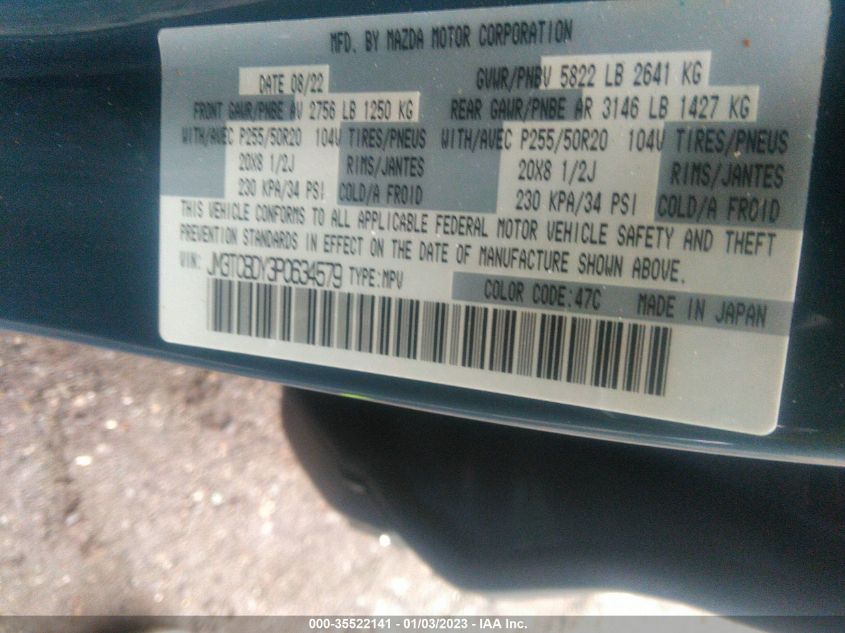 MFD. BY MAZDA MOTOR CORPORATION
DATE 08/22 GVWR/PNBV 5822 LB 2641 KG
FRONT GAWR/PNBE AV 2756 LB 1250 KG REAR GAWR/PNBE AR 3146 LB 1427 KG
WITH/AVEC P255/50R20 104V TIRES/PNEUS WITH/AVEC P255/50R20 104V TIRES/PNEUS
20X8 1/2J RIMS/JANTES 20X8 1/2J RIMS/JANTES
230 KPA/34 PSI COLD/A FROID 230 KPA/34 PSI COLD/A FROID
THIS VEHICLE CONFORMS TO ALL APPLICABLE FEDERAL MOTOR VEHICLE SAFETY AND THEFT
PREVENTION STANDARDS IN EFFECT ON THE DATE OF MANUFACTURE SHOWN ABOVE.
VIN: JM3TCBDY3P0634579 TYPE:MPV COLOR CODE:47C MADE IN JAPAN
000-35522141 - 01/03/2023 - IAA Inc.